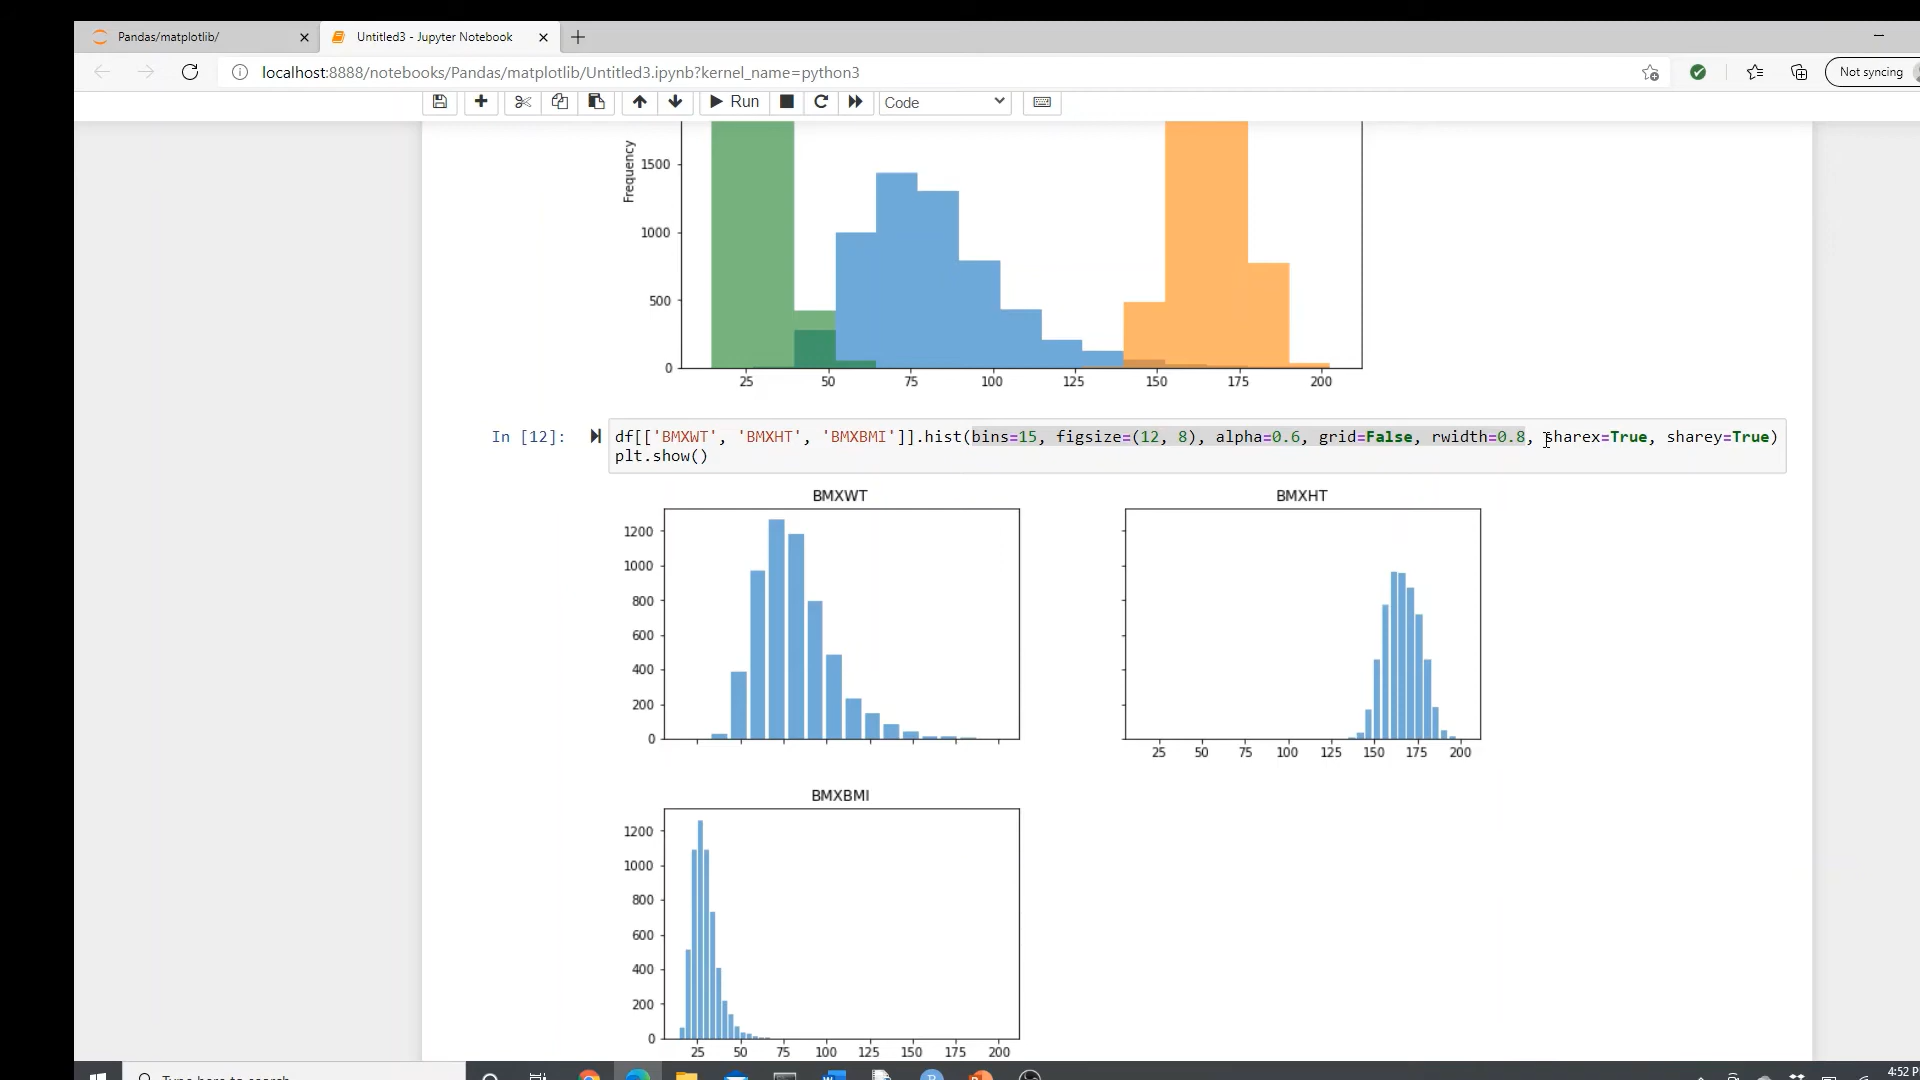 Pandas/matplotlib/
Untitled3 - Jupyter Notebook
localhost:8888/notebooks/Pandas/matplotlib/Untitled3.ipynb?kernel_name=python3
Not syncing
Run
Code
Frequency
1500
1000
500
0
25 50 75 100 125 150 175 200
In [12]:
df[['BMXWT', 'BMXHT', 'BMXBMI']].hist(bins=15, figsize=(12, 8), alpha=0.6, grid=False, rwidth=0.8, sharex=True, sharey=True)
plt.show()
BMXWT
1200
1000
800
600
400
200
0
BMXHT
25 50 75 100 125 150 175 200
BMXBMI
1200
1000
800
600
400
200
0
25 50 75 100 125 150 175 200
Type here to search
4:52 P